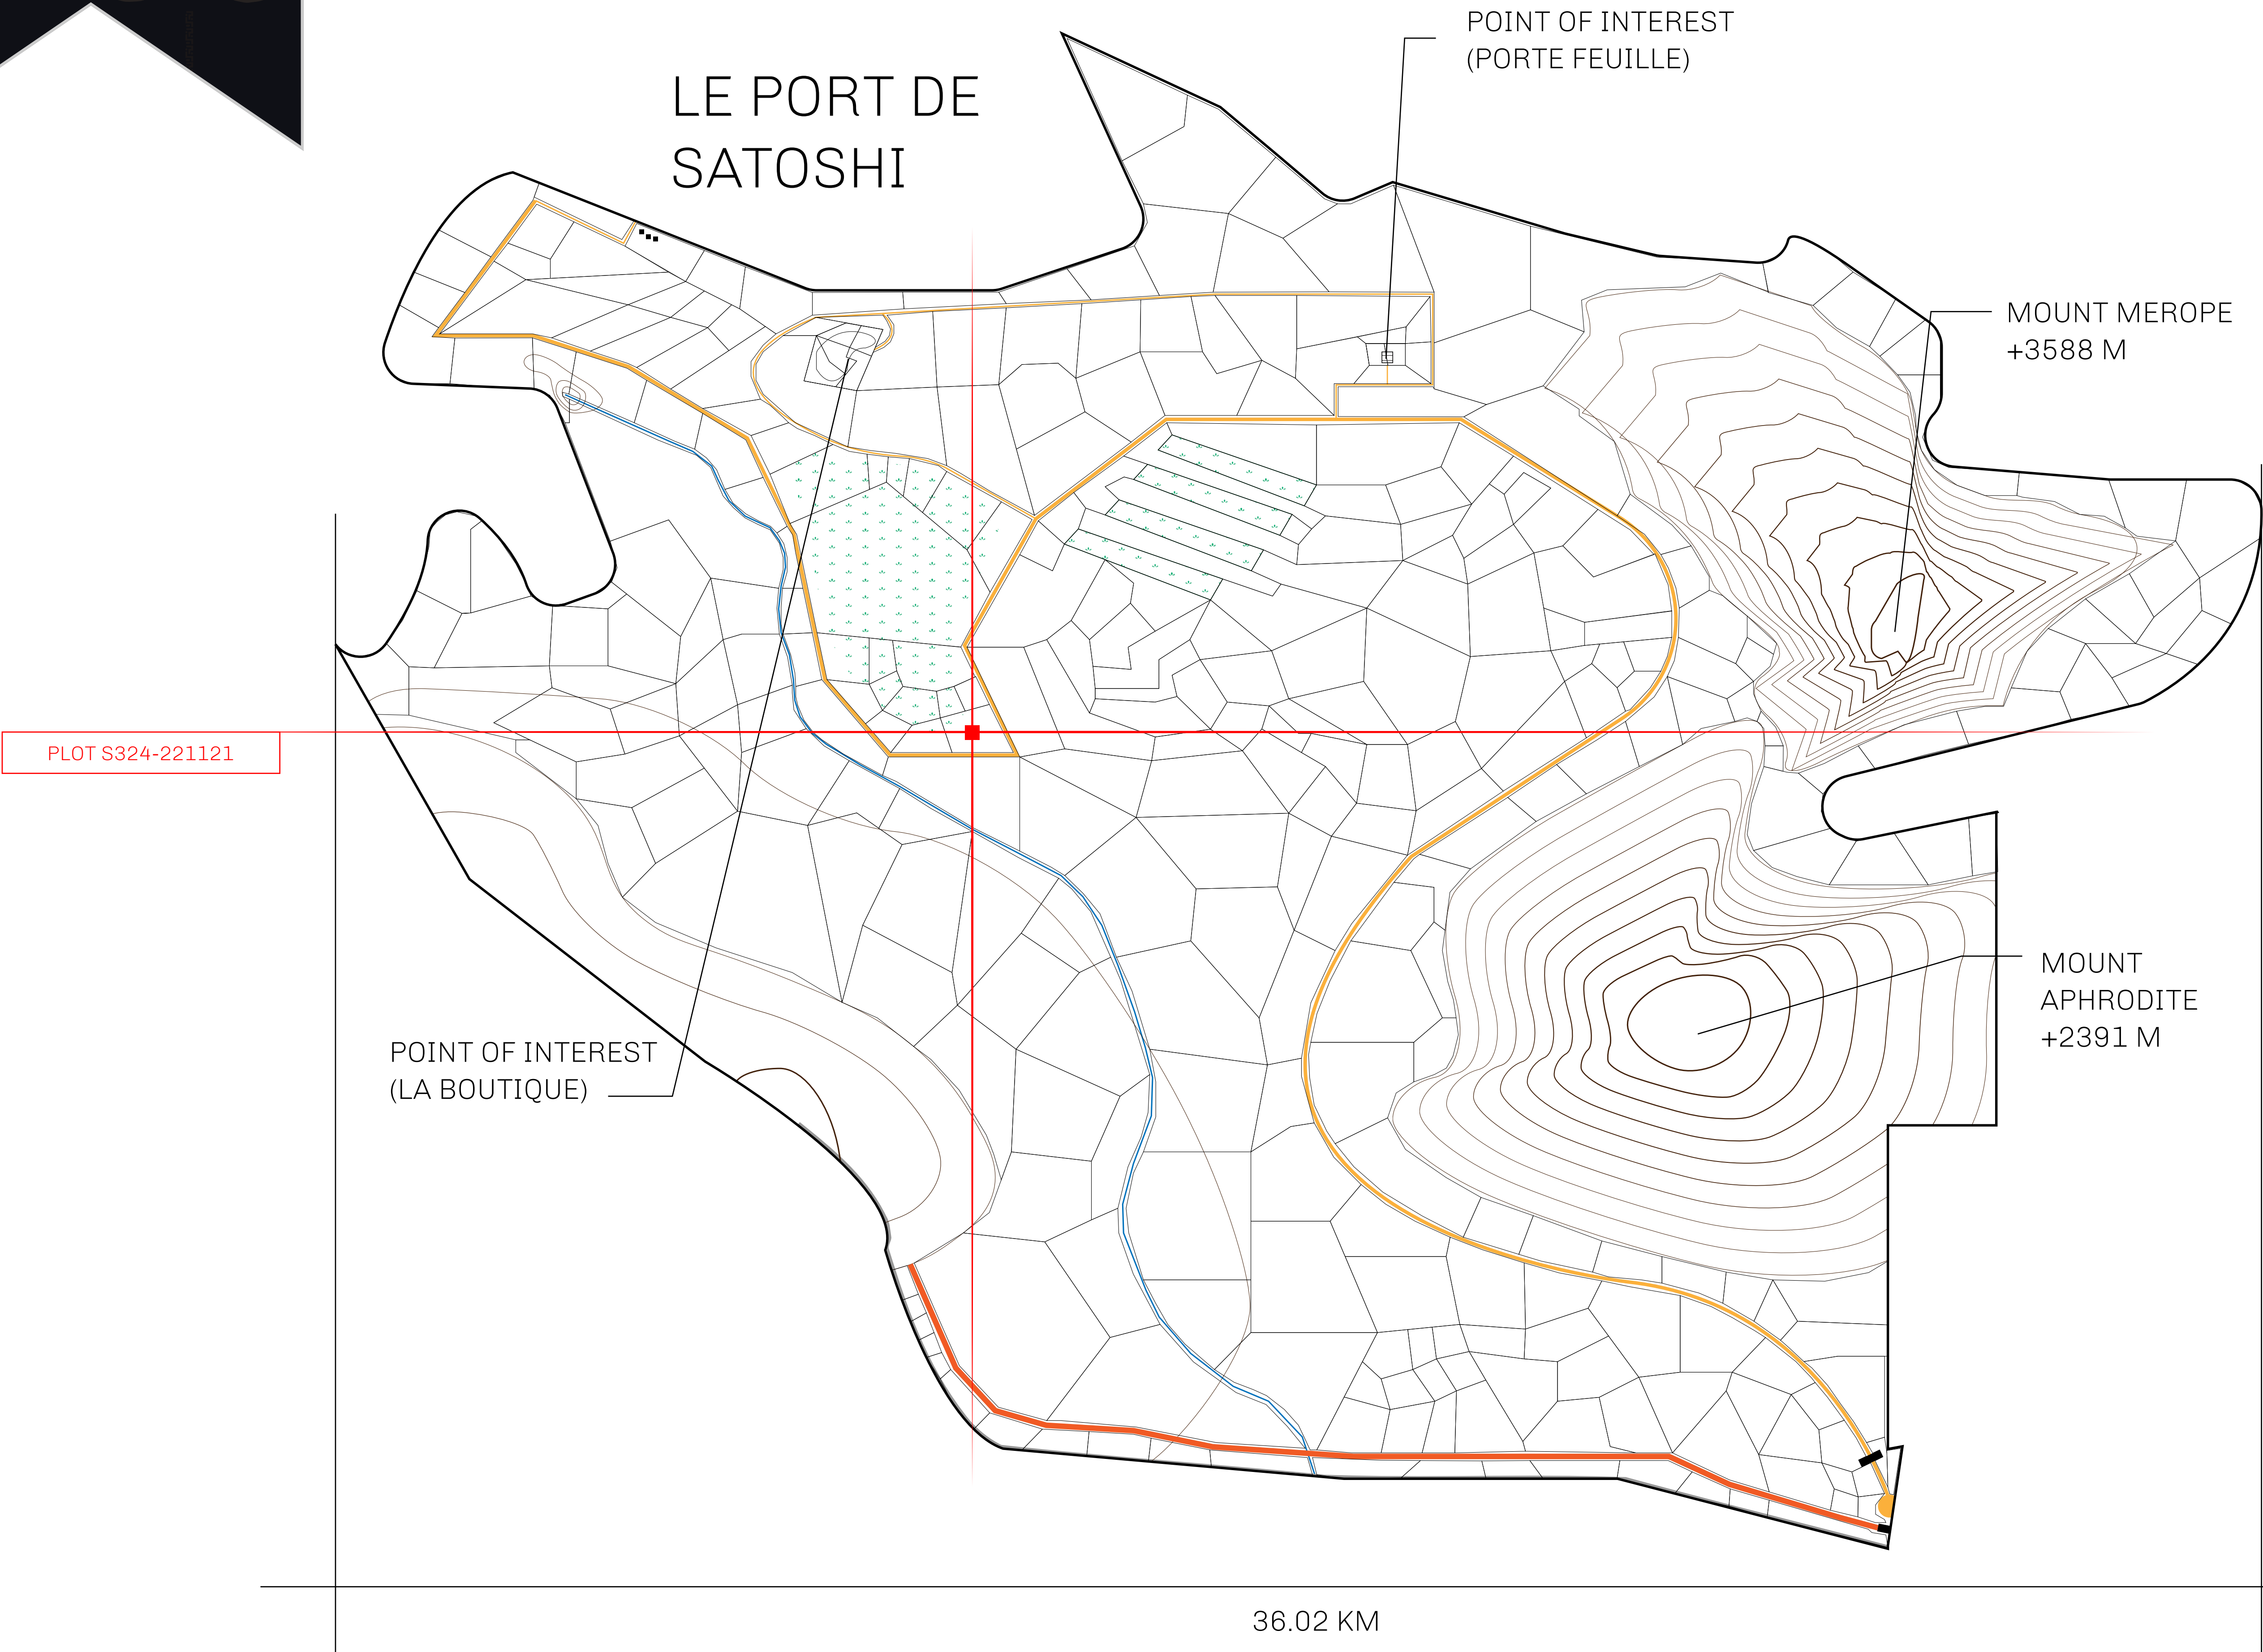 POINT OF INTEREST
(PORTE FEUILLE)
LE PORT DE
SATOSHI
MOUNT MEROPE
+3588 M
PLOT S324-221121
MOUNT
APHRODITE
+2391 M
POINT OF INTEREST
(LA BOUTIQUE)
36.02 KM